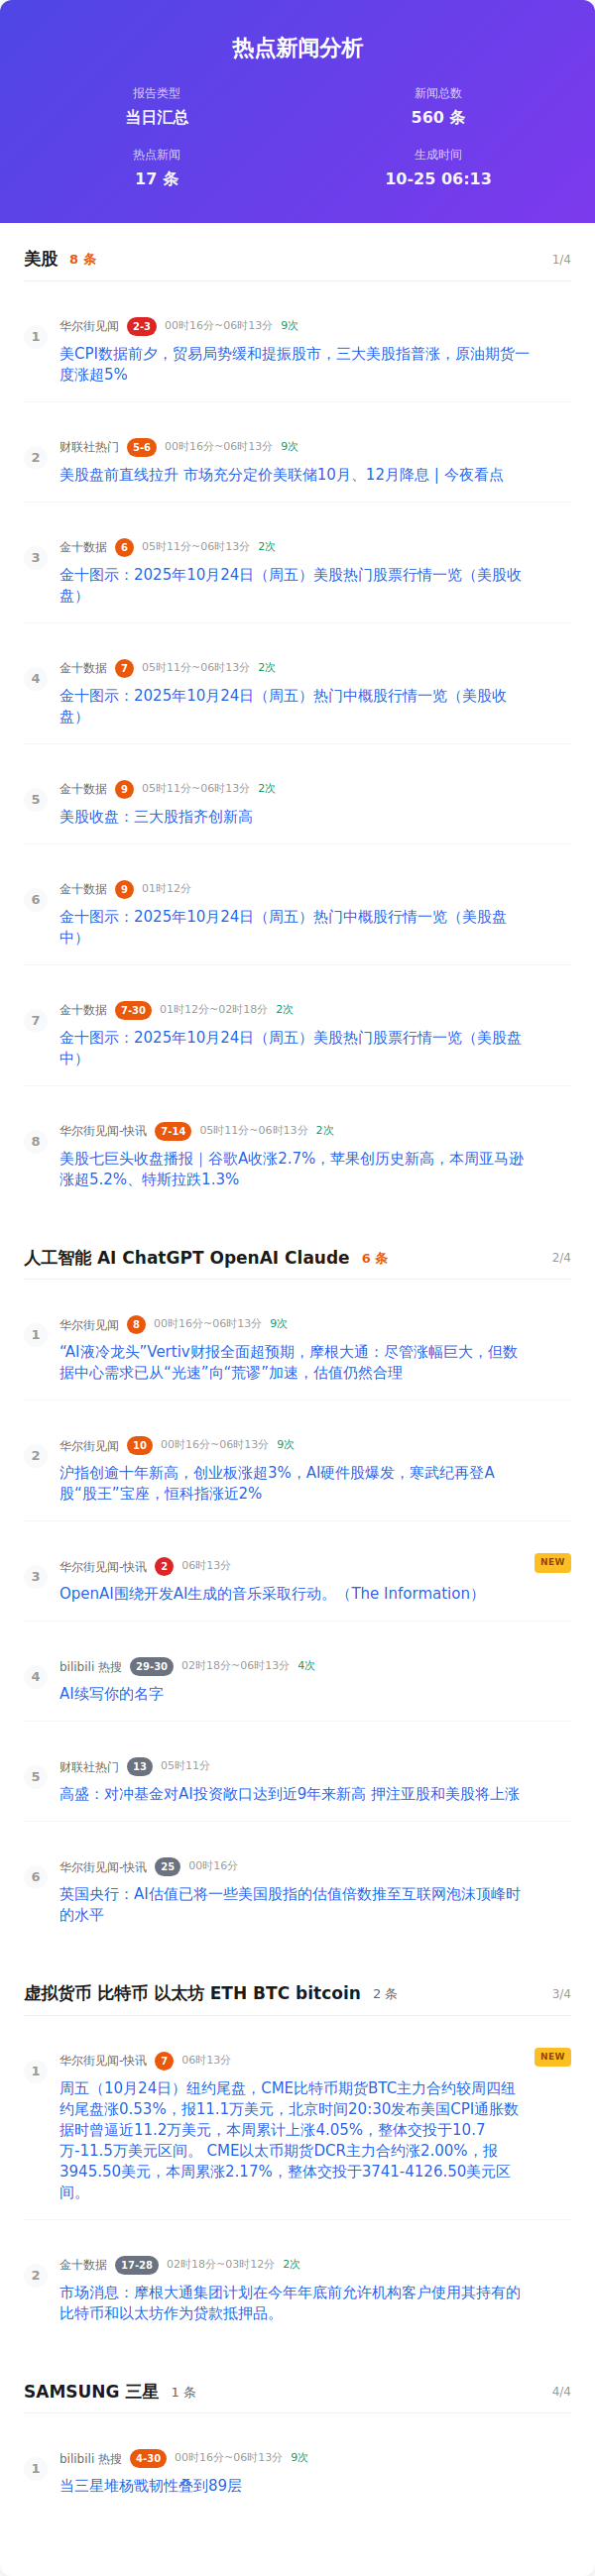 热点新闻分析
报告类型
新闻总数
当日汇总
560 条
热点新闻
生成时间
17 条
10-25 06:13
美股 8 条 1/4
1
华尔街见闻 2-3 00时16分~06时13分 9次
美CPI数据前夕，贸易局势缓和提振股市，三大美股指普涨，原油期货一
度涨超5%
2
财联社热门 5-6 00时16分~06时13分 9次
美股盘前直线拉升 市场充分定价美联储10月、12月降息 | 今夜看点
3
金十数据 6 05时11分~06时13分 2次
金十图示：2025年10月24日（周五）美股热门股票行情一览（美股收
盘）
4
金十数据 7 05时11分~06时13分 2次
金十图示：2025年10月24日（周五）热门中概股行情一览（美股收
盘）
5
金十数据 9 05时11分~06时13分 2次
美股收盘：三大股指齐创新高
6
金十数据 9 01时12分
金十图示：2025年10月24日（周五）热门中概股行情一览（美股盘
中）
7
金十数据 7-30 01时12分~02时18分 2次
金十图示：2025年10月24日（周五）美股热门股票行情一览（美股盘
中）
8
华尔街见闻-快讯 7-14 05时11分~06时13分 2次
美股七巨头收盘播报｜谷歌A收涨2.7%，苹果创历史新高，本周亚马逊
涨超5.2%、特斯拉跌1.3%
人工智能 AI ChatGPT OpenAI Claude 6 条 2/4
1
华尔街见闻 8 00时16分~06时13分 9次
“AI液冷龙头”Vertiv财报全面超预期，摩根大通：尽管涨幅巨大，但数
据中心需求已从“光速”向“荒谬”加速，估值仍然合理
2
华尔街见闻 10 00时16分~06时13分 9次
沪指创逾十年新高，创业板涨超3%，AI硬件股爆发，寒武纪再登A
股“股王”宝座，恒科指涨近2%
3
华尔街见闻-快讯 2 06时13分 NEW
OpenAI围绕开发AI生成的音乐采取行动。（The Information）
4
bilibili 热搜 29-30 02时18分~06时13分 4次
AI续写你的名字
5
财联社热门 13 05时11分
高盛：对冲基金对AI投资敞口达到近9年来新高 押注亚股和美股将上涨
6
华尔街见闻-快讯 25 00时16分
英国央行：AI估值已将一些美国股指的估值倍数推至互联网泡沫顶峰时
的水平
虚拟货币 比特币 以太坊 ETH BTC bitcoin 2 条 3/4
1
华尔街见闻-快讯 7 06时13分 NEW
周五（10月24日）纽约尾盘，CME比特币期货BTC主力合约较周四纽
约尾盘涨0.53%，报11.1万美元，北京时间20:30发布美国CPI通胀数
据时曾逼近11.2万美元，本周累计上涨4.05%，整体交投于10.7
万-11.5万美元区间。 CME以太币期货DCR主力合约涨2.00%，报
3945.50美元，本周累涨2.17%，整体交投于3741-4126.50美元区
间。
2
金十数据 17-28 02时18分~03时12分 2次
市场消息：摩根大通集团计划在今年年底前允许机构客户使用其持有的
比特币和以太坊作为贷款抵押品。
SAMSUNG 三星 1 条 4/4
1
bilibili 热搜 4-30 00时16分~06时13分 9次
当三星堆杨戬韧性叠到89层